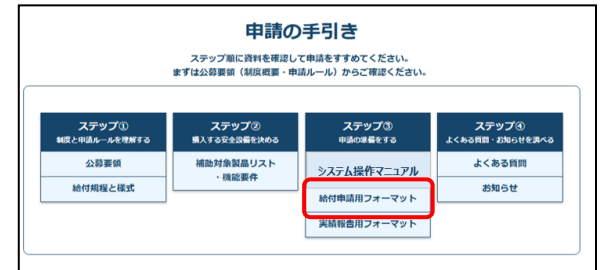 申請の手引き
ステップ順に資料を確認して申請をすすめてください。
まずは公募要領（制度概要・申請ルール）からご確認ください。
ステップ①
制度と申請ルールを理解する
公募要領
給付規程と様式
ステップ②
購入する安全設備を決める
補助対象製品リスト
・機能要件
ステップ③
申請の準備をする
システム操作マニュアル
給付申請用フォーマット
実績報告用フォーマット
ステップ④
よくある質問・お知らせを調べる
よくある質問
お知らせ